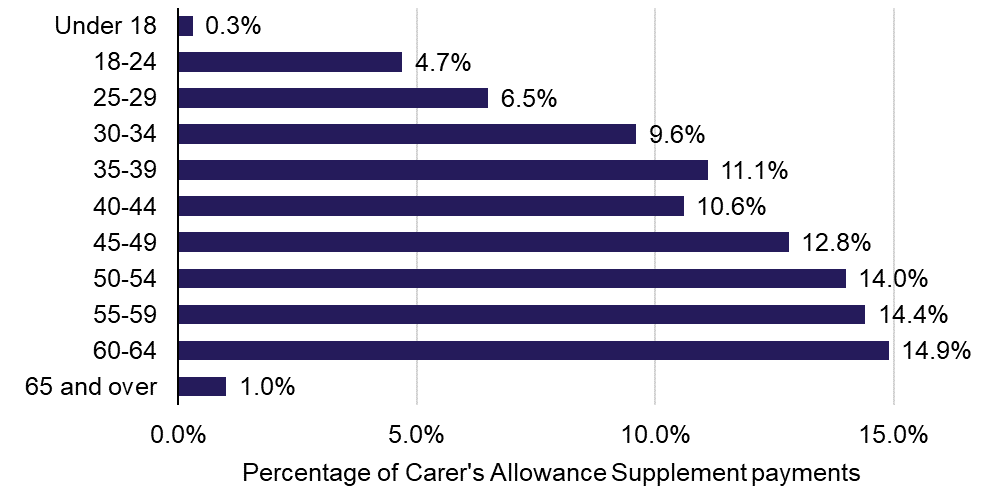 Under 18 0.3%
18-24 4.7%
25-29 6.5%
30-34 9.6%
35-39 11.1%
40-44 10.6%
45-49 12.8%
50-54 14.0%
55-59 14.4%
60-64 14.9%
65 and over 1.0%
0.0% 5.0% 10.0% 15.0%
Percentage of Carer's Allowance Supplement payments